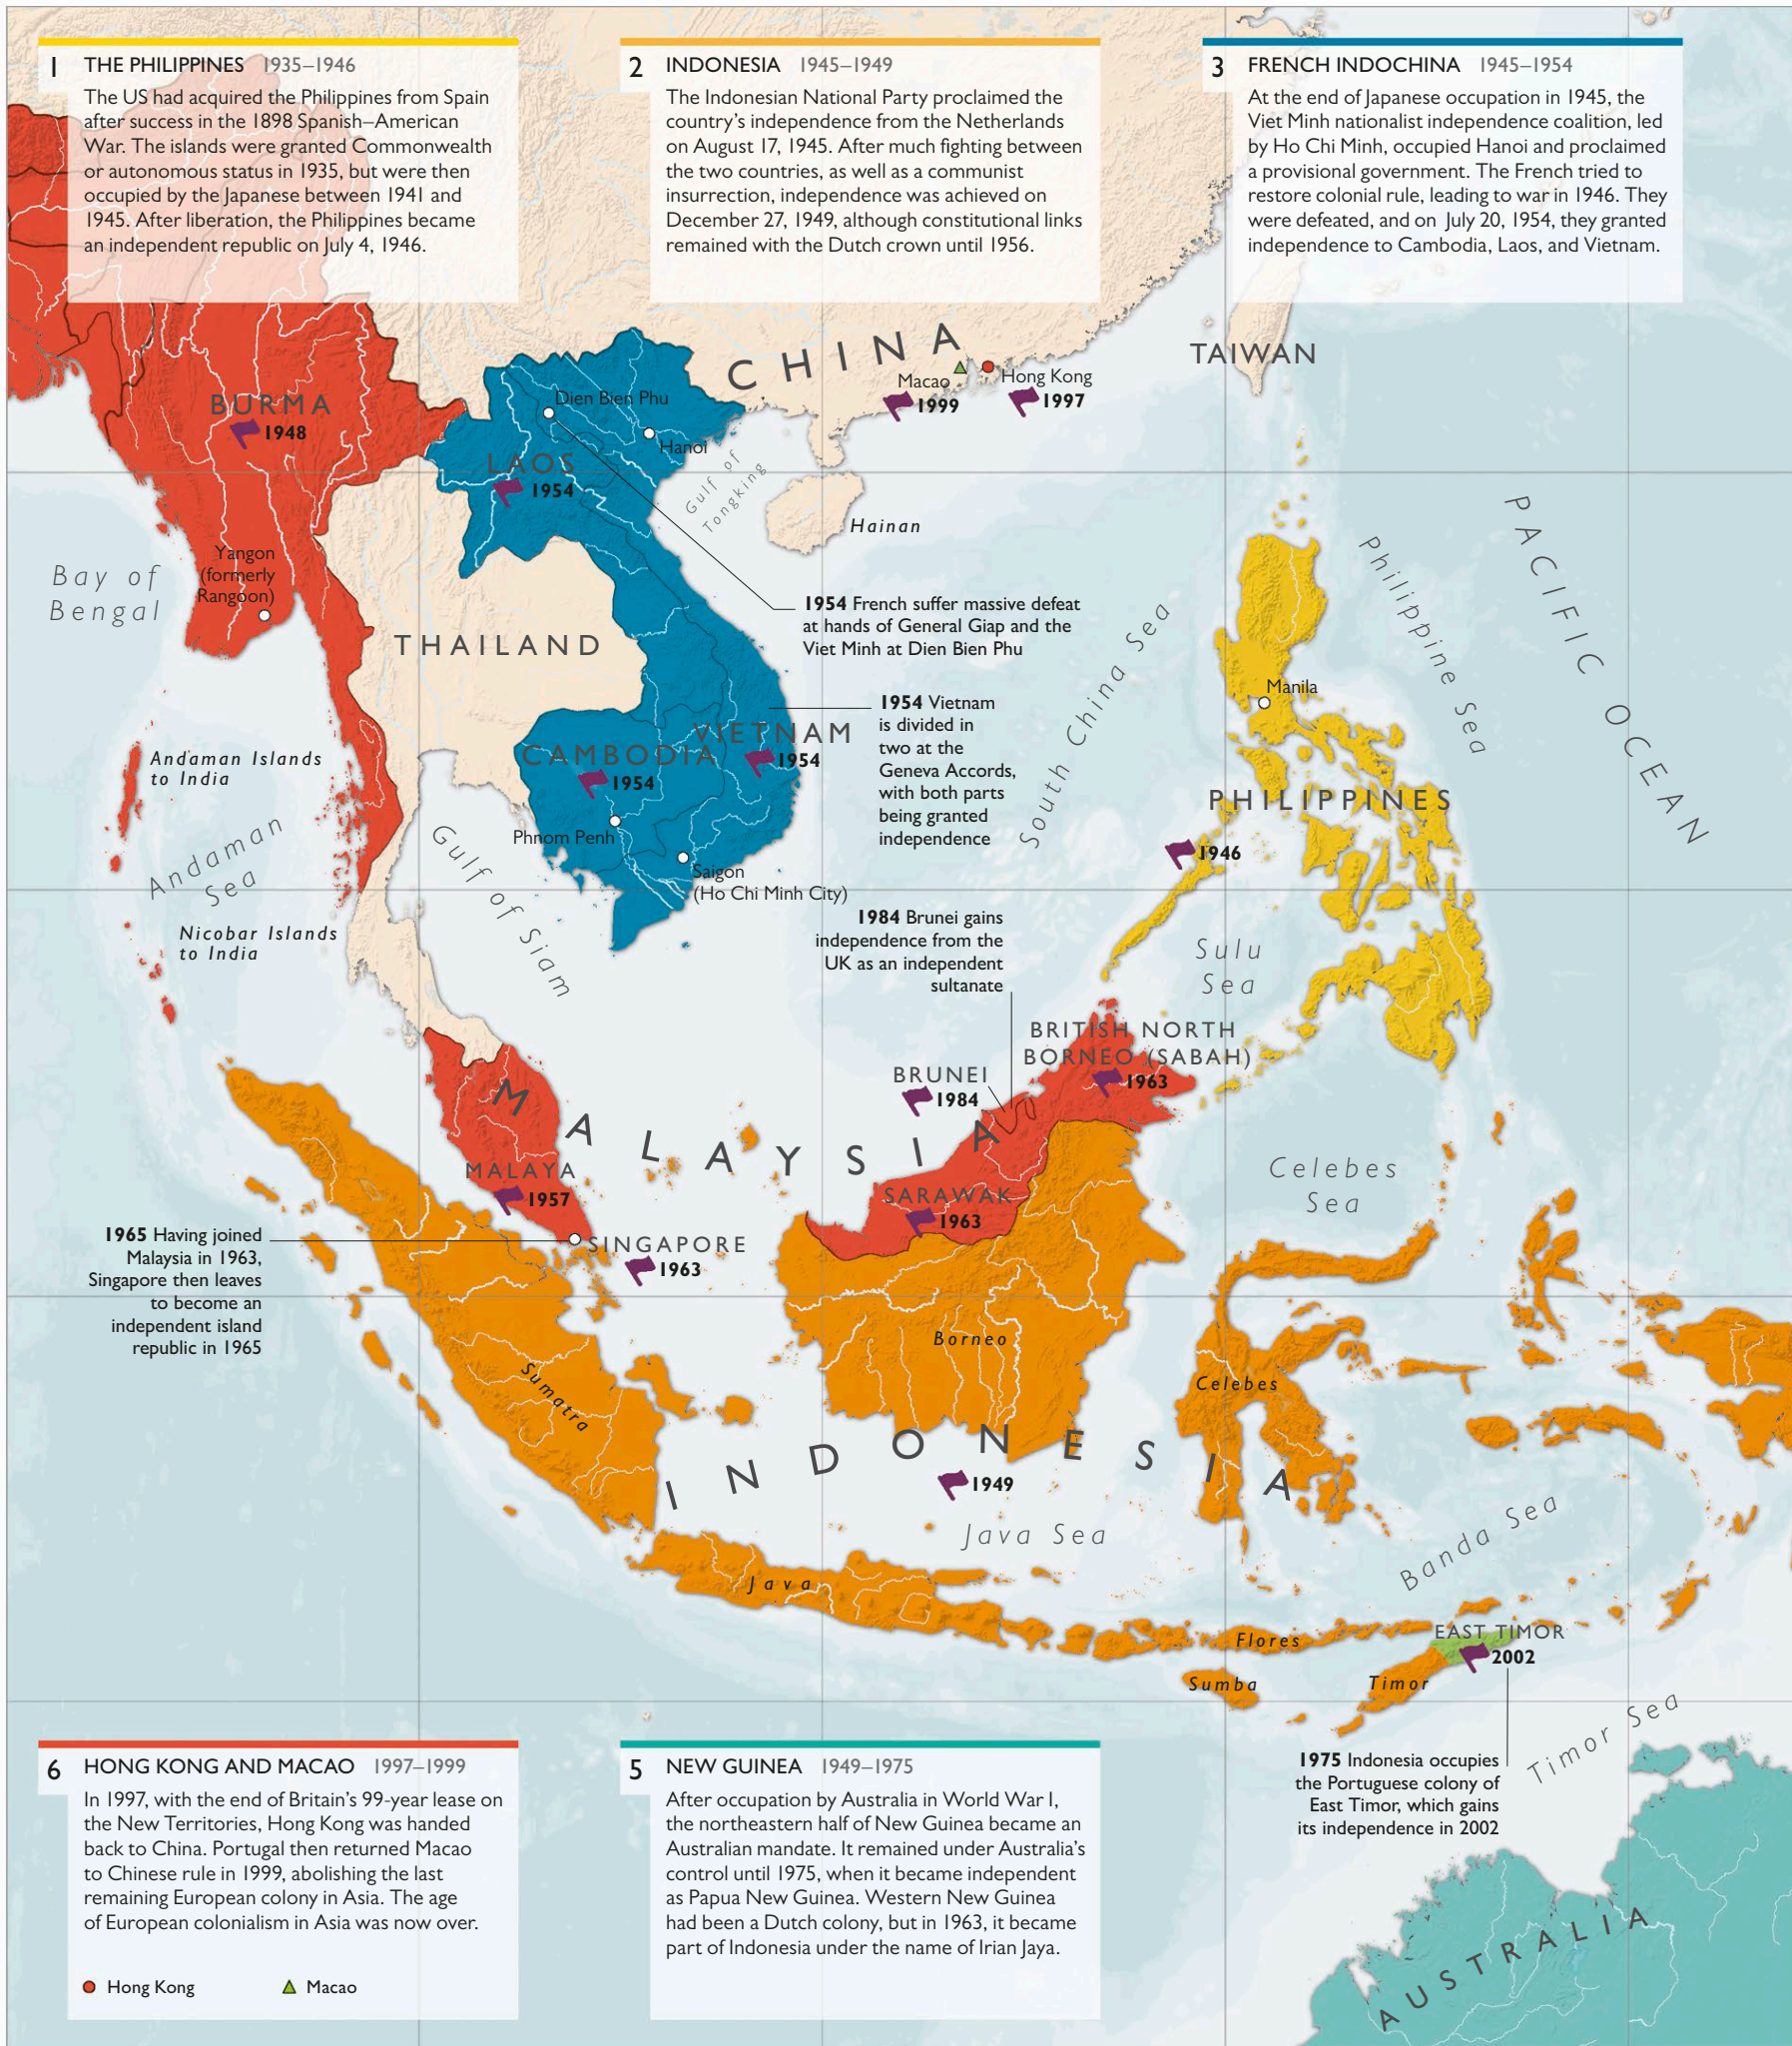 1 THE PHILIPPINES 1935–1946
The US had acquired the Philippines from Spain
after success in the 1898 Spanish–American
War. The islands were granted Commonwealth
or autonomous status in 1935, but were then
occupied by the Japanese between 1941 and
1945. After liberation, the Philippines became
an independent republic on July 4, 1946.
2 INDONESIA 1945–1949
The Indonesian National Party proclaimed the
country’s independence from the Netherlands
on August 17, 1945. After much fighting between
the two countries, as well as a communist
insurrection, independence was achieved on
December 27, 1949, although constitutional links
remained with the Dutch crown until 1956.
3 FRENCH INDOCHINA 1945–1954
At the end of Japanese occupation in 1945, the
Viet Minh nationalist independence coalition, led
by Ho Chi Minh, occupied Hanoi and proclaimed
a provisional government. The French tried to
restore colonial rule, leading to war in 1946. They
were defeated, and on July 20, 1954, they granted
independence to Cambodia, Laos, and Vietnam.
CHINA
TAIWAN
Macao
1999
Hong Kong
1997
BURMA
1948
Dien Bien Phu
Hanoi
LAOS
1954
Gulf of
Tongking
Hainan
PACIFIC OCEAN
Philippine Sea
Yangon
(formerly
Rangoon)
Bay of
Bengal
THAILAND
1954 French suffer massive defeat
at hands of General Giap and the
Viet Minh at Dien Bien Phu
South China Sea
Manila
1954 Vietnam
is divided in
two at the
Geneva Accords,
with both parts
being granted
independence
VIETNAM
1954
CAMBODIA
1954
Andaman Islands
to India
Phnom Penh
Saigon
(Ho Chi Minh City)
PHILIPPINES
1946
Andaman
Sea
Gulf of Siam
Nicobar Islands
to India
1984 Brunei gains
independence from the
UK as an independent
sultanate
Sulu
Sea
BRITISH NORTH
BORNEO (SABAH)
1963
BRUNEI
1984
MALAYSIA
MALAYA
1957
SARAWAK
1963
Celebes
Sea
1965 Having joined
Malaysia in 1963,
Singapore then leaves
to become an
independent island
republic in 1965
SINGAPORE
1963
Borneo
Sumatra
Celebes
INDONESIA
1949
Java Sea
Banda Sea
Java
Flores
EAST TIMOR
2002
Sumba
Timor
Timor Sea
1975 Indonesia occupies
the Portuguese colony of
East Timor, which gains
its independence in 2002
6 HONG KONG AND MACAO 1997–1999
In 1997, with the end of Britain’s 99-year lease on
the New Territories, Hong Kong was handed
back to China. Portugal then returned Macao
to Chinese rule in 1999, abolishing the last
remaining European colony in Asia. The age
of European colonialism in Asia was now over.
Hong Kong
Macao
5 NEW GUINEA 1949–1975
After occupation by Australia in World War I,
the northeastern half of New Guinea became an
Australian mandate. It remained under Australia’s
control until 1975, when it became independent
as Papua New Guinea. Western New Guinea
had been a Dutch colony, but in 1963, it became
part of Indonesia under the name of Irian Jaya.
AUSTRALIA